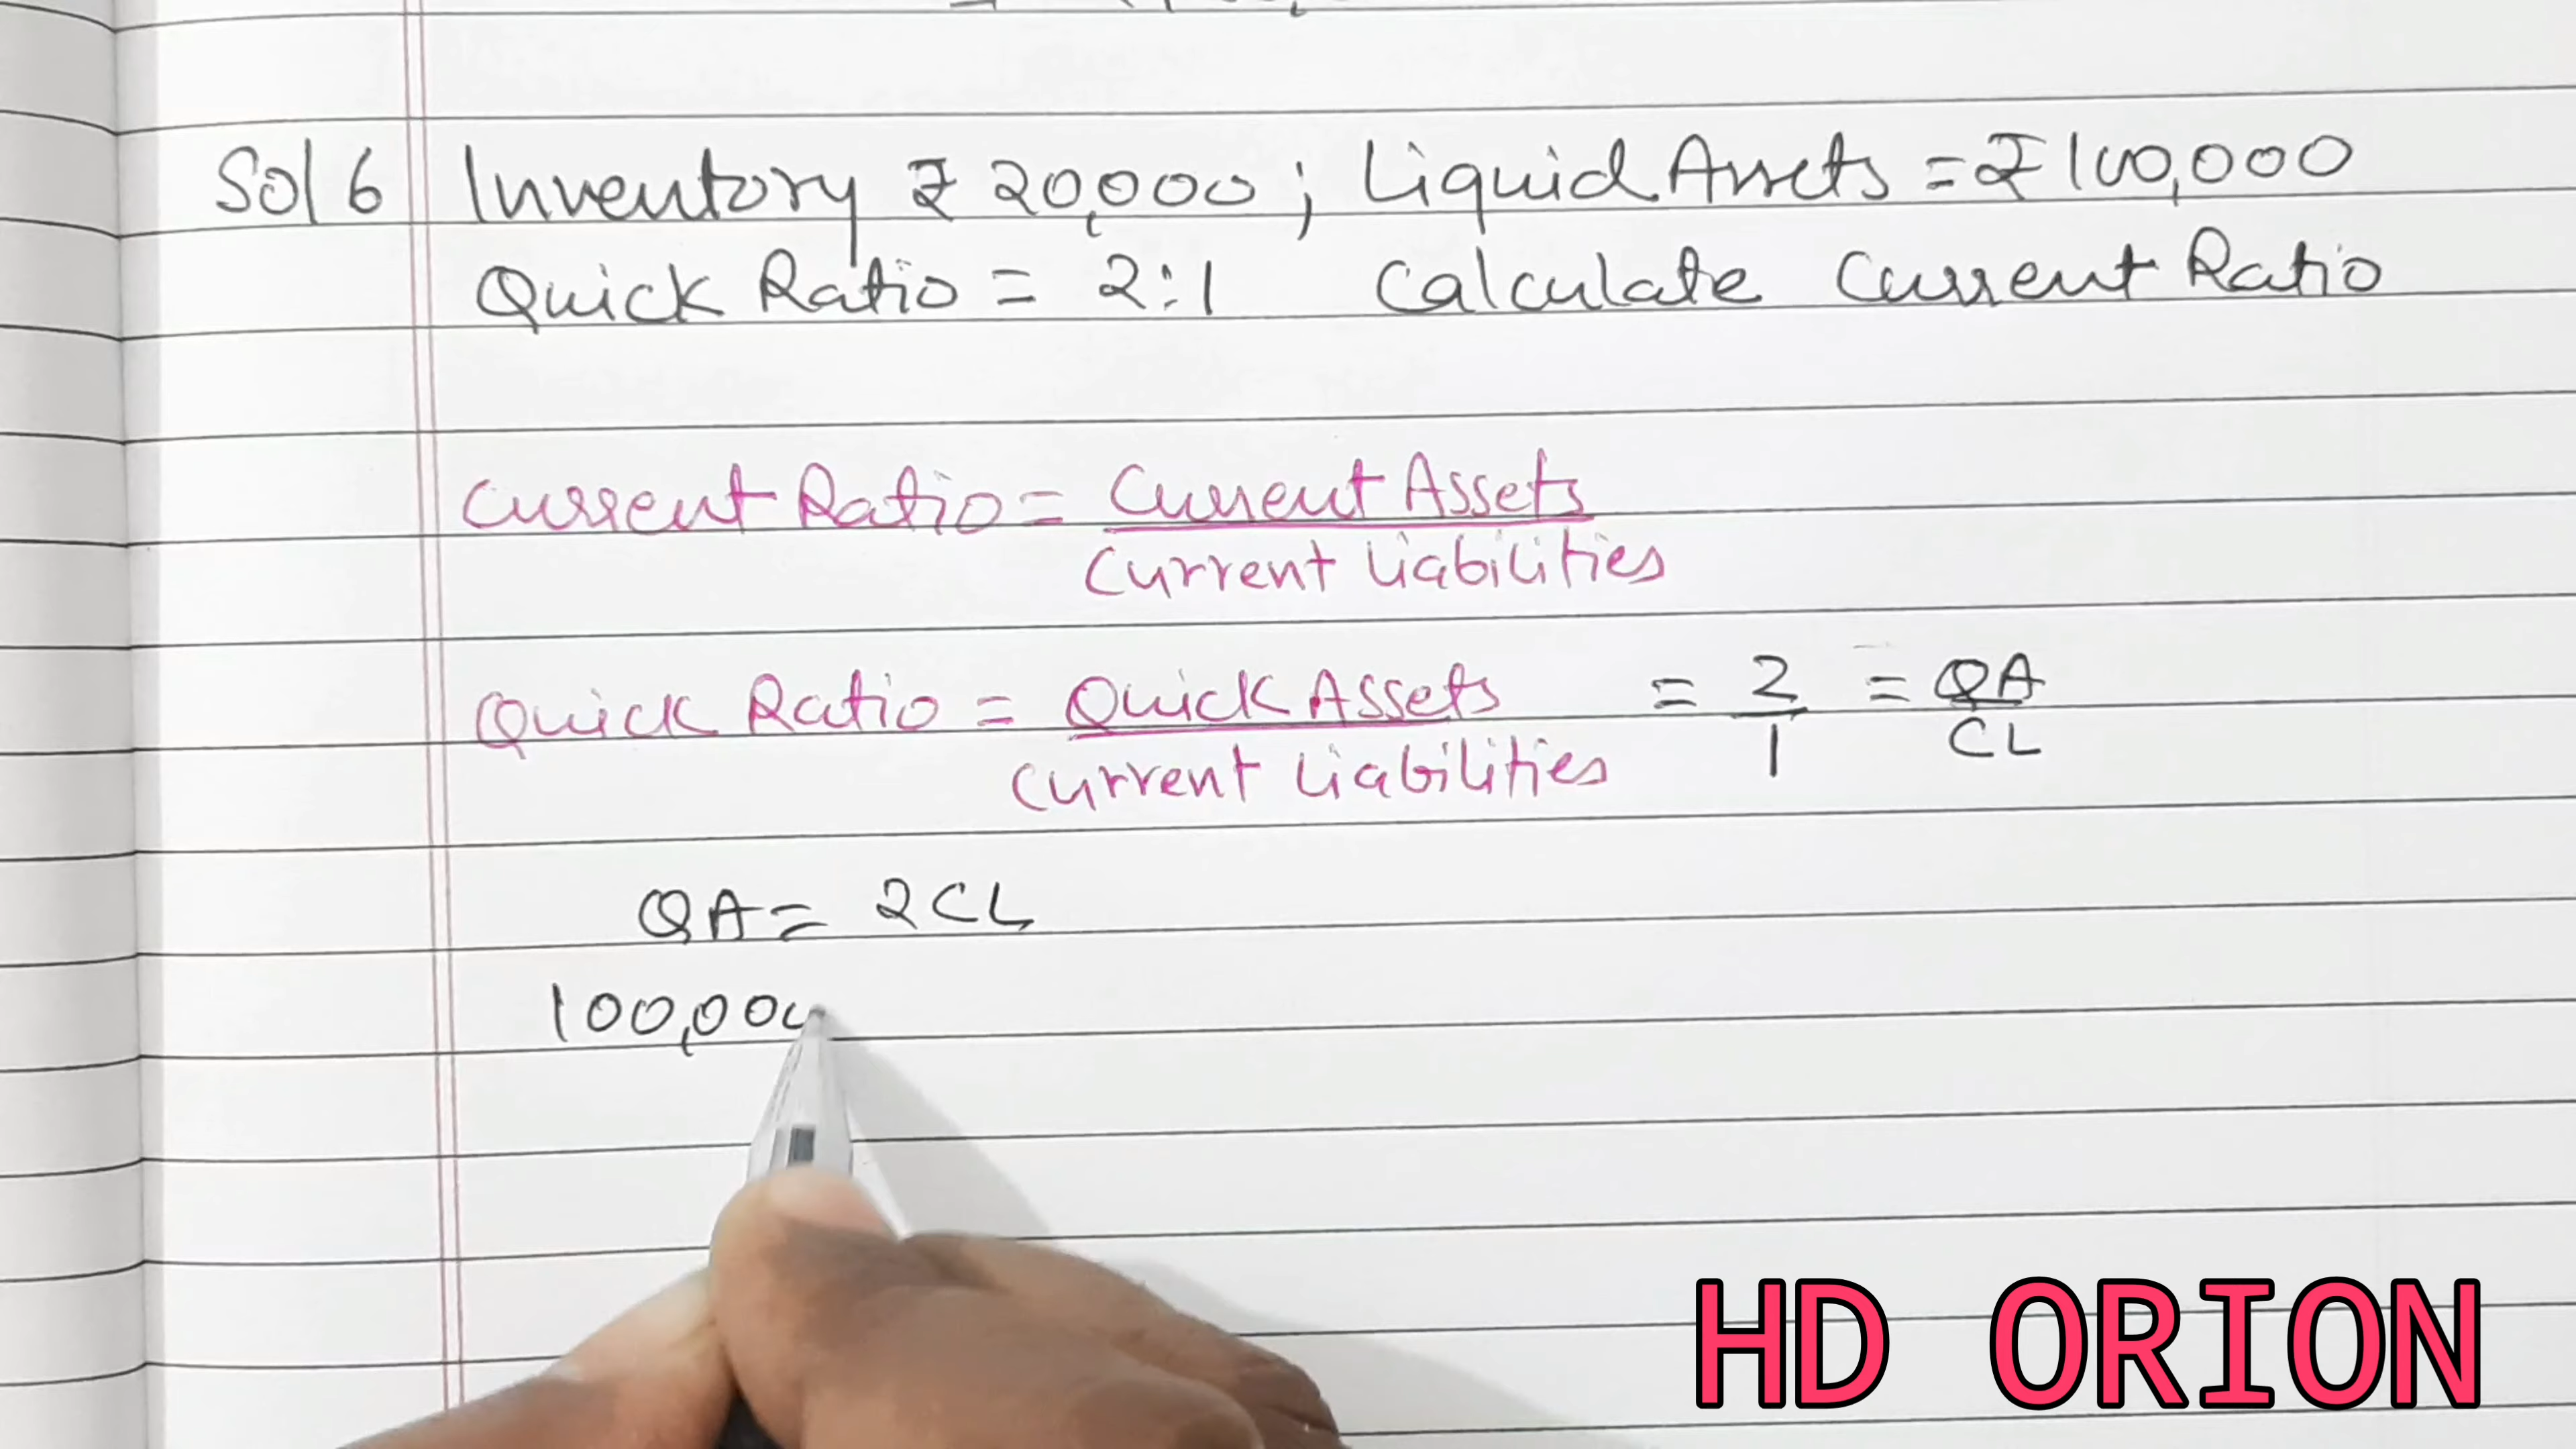 Sol 6 Inventory ₹ 20,000 ; Liquid Assets = ₹ 100,000
Quick Ratio = 2:1 Calculate Current Ratio
Current Ratio = Current Assets
Current Liabilities
Quick Ratio = Quick Assets = 2 = QA
Current Liabilities 1 CL
QA = 2CL
100,000
HD ORION